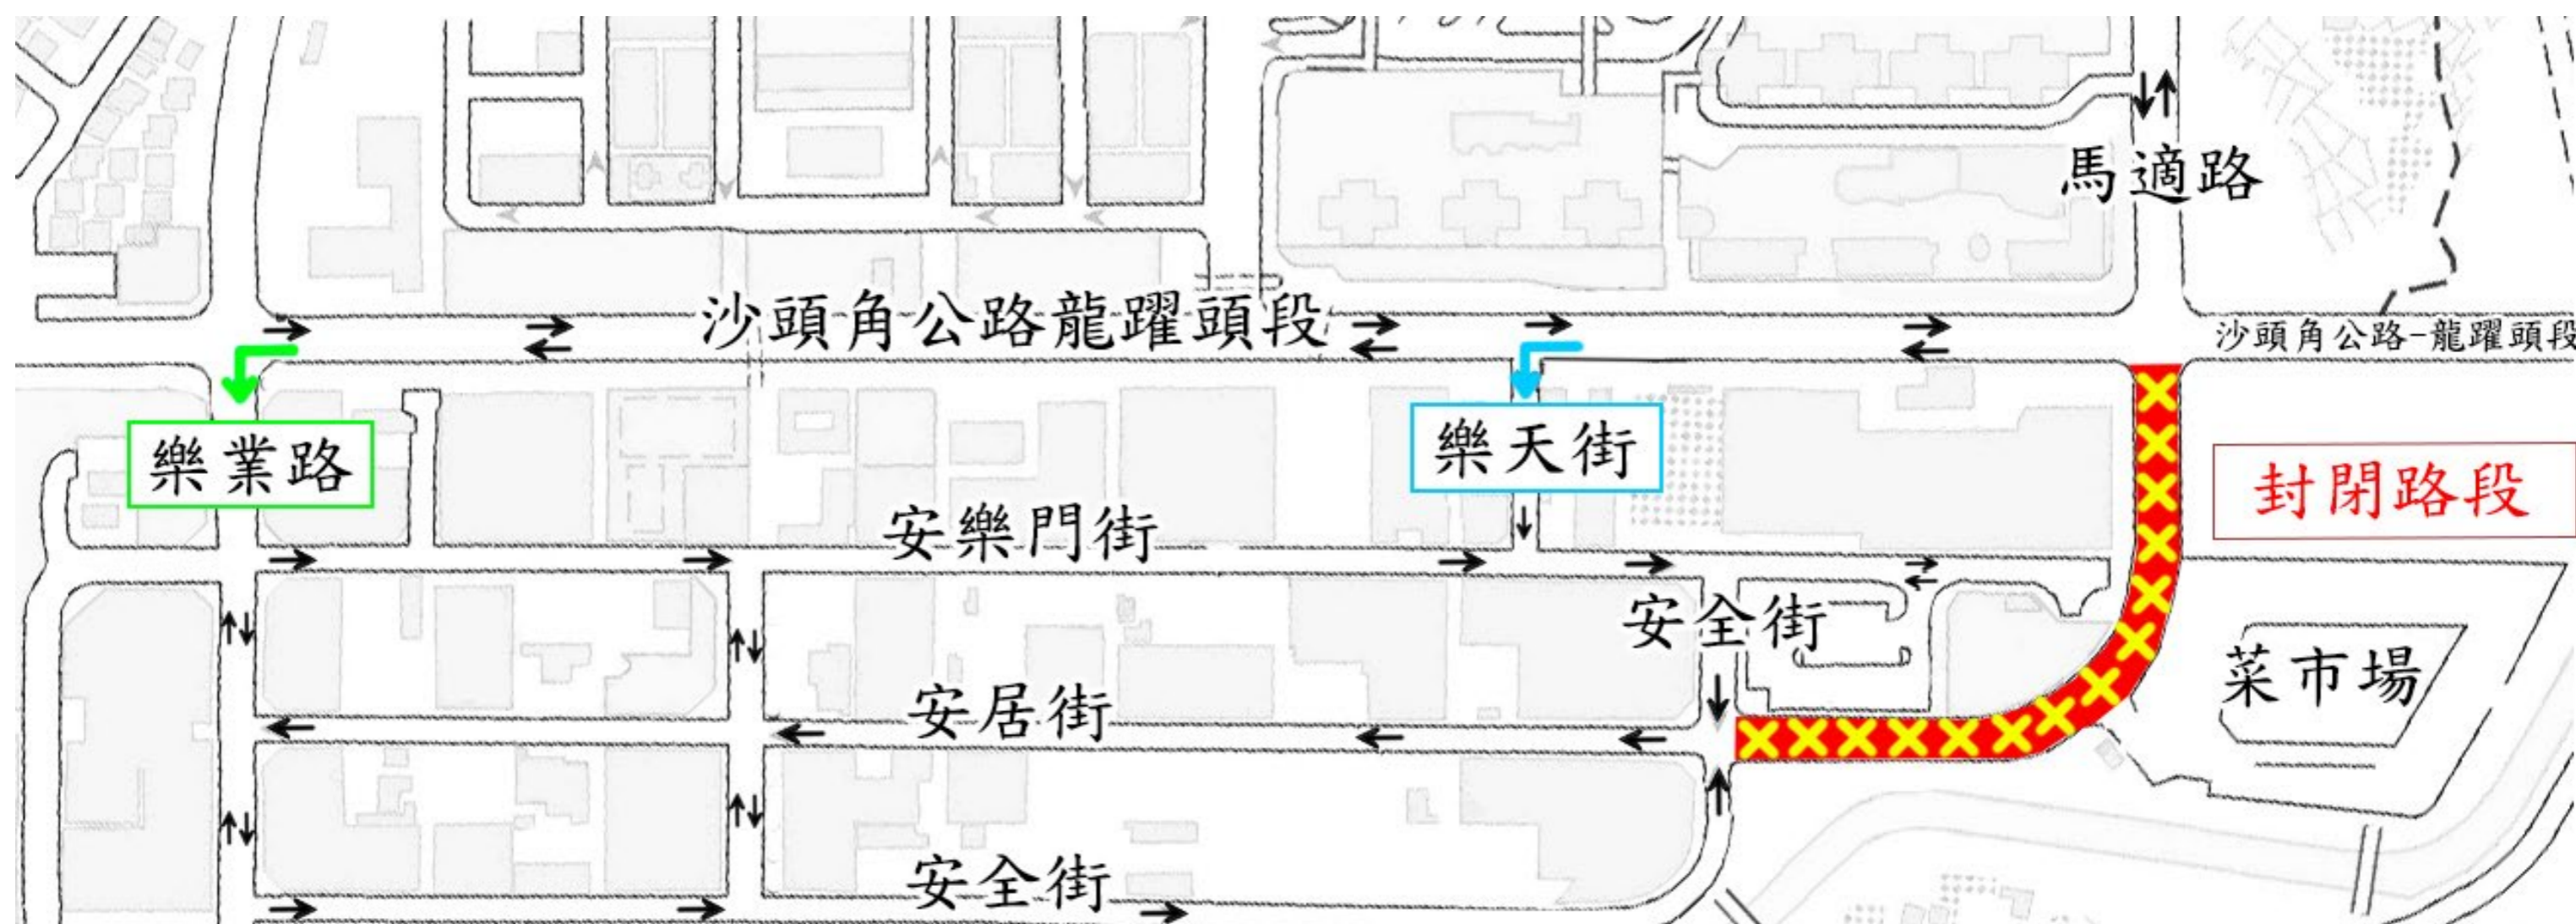 馬適路
沙頭角公路龍躍頭段
沙頭角公路-龍躍頭段
樂業路
樂天街
封閉路段
安樂門街
安全街
菜市場
安居街
安全街